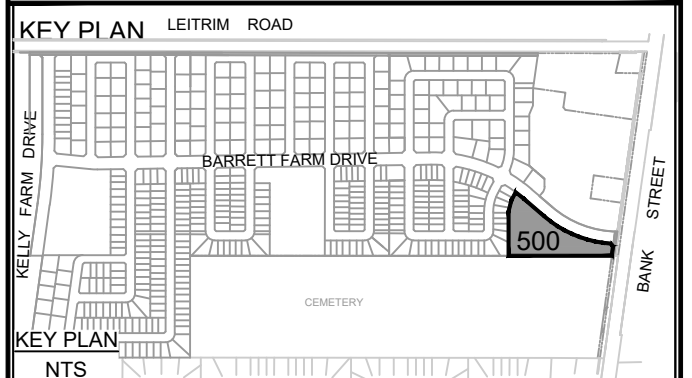 KEY PLAN
LEITRIM ROAD
KELLY FARM DRIVE
BARRETT FARM DRIVE
BANK STREET
500
CEMETERY
KEY PLAN
NTS